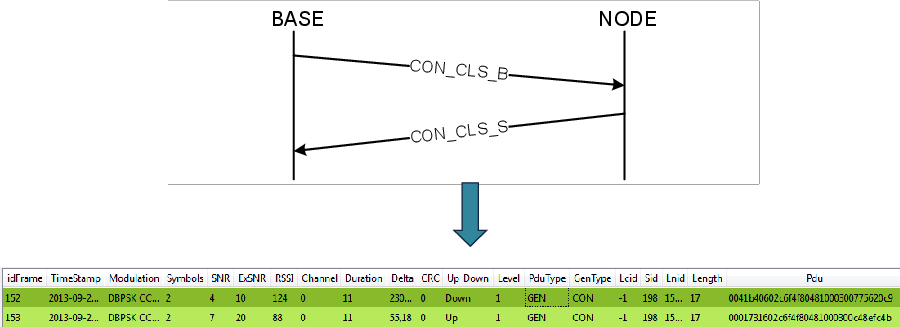 BASE NODE
CON_CLS_B
CON_CLS_S
idFrame TimeStamp Modulation Symbols SNR ExSNR RSSI Channel Duration Delta CRC Up-Down Level PduType GenType Lcid Sid Lnid Length Pdu
152 2013-09-2... DBPSK CC... 2 4 10 124 0 11 230... 0 Down 1 GEN CON -1 198 15... 17 0041b40602c6f4f80481000300775620c9
153 2013-09-2... DBPSK CC... 2 7 20 88 0 11 55,18 0 Up 1 GEN CON -1 198 15... 17 0001731602c6f4f80481000300c48efc4b